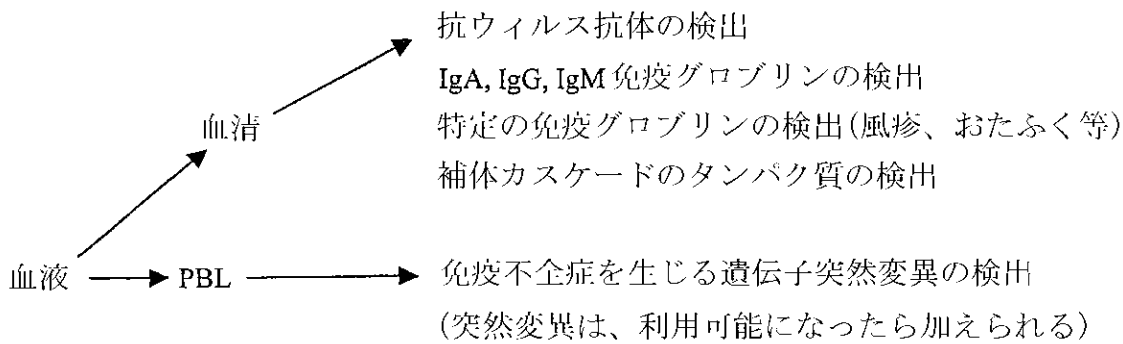 抗ウィルス抗体の検出
IgA, IgG, IgM 免疫グロブリンの検出
血清
特定の免疫グロブリンの検出(風疹、おたふく等)
補体カスケードのタンパク質の検出
血液
PBL
免疫不全症を生じる遺伝子突然変異の検出
(突然変異は、利用可能になったら加えられる)